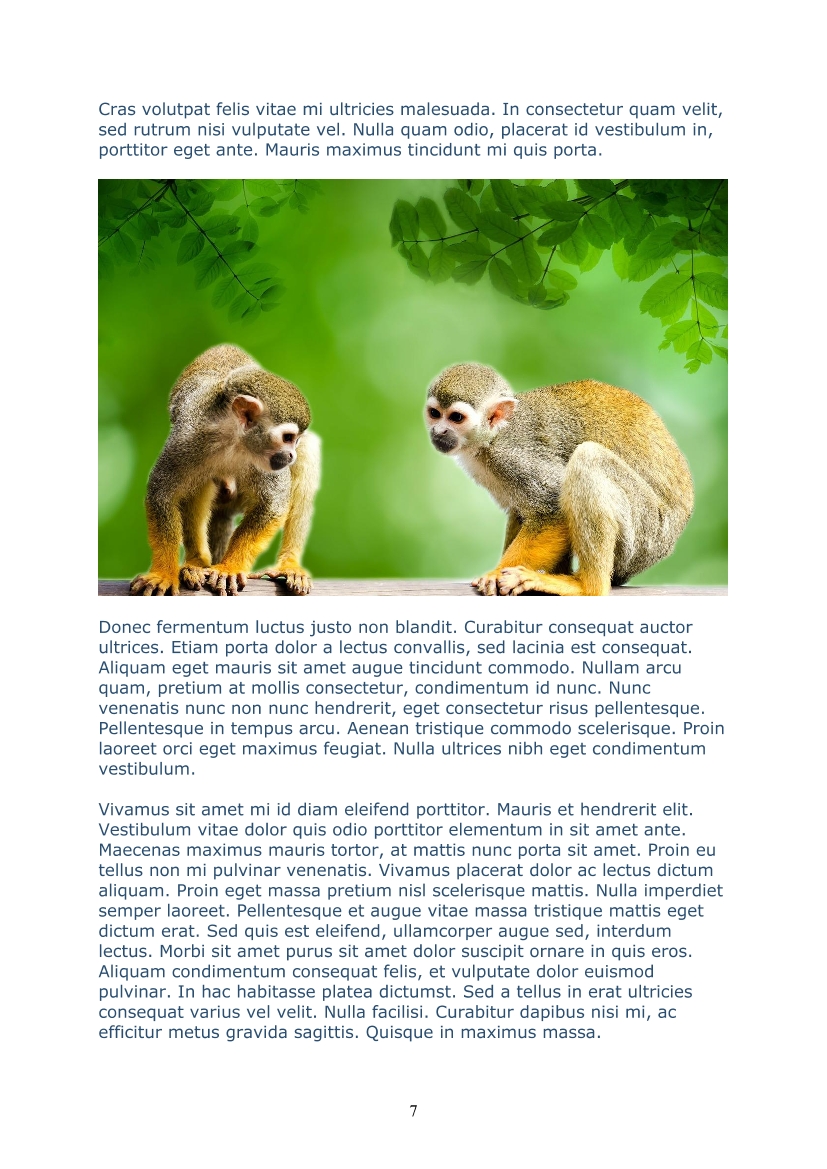 Cras volutpat felis vitae mi ultricies malesuada. In consectetur quam velit,
sed rutrum nisi vulputate vel. Nulla quam odio, placerat id vestibulum in,
porttitor eget ante. Mauris maximus tincidunt mi quis porta.
Donec fermentum luctus justo non blandit. Curabitur consequat auctor
ultrices. Etiam porta dolor a lectus convallis, sed lacinia est consequat.
Aliquam eget mauris sit amet augue tincidunt commodo. Nullam arcu
quam, pretium at mollis consectetur, condimentum id nunc. Nunc
venenatis nunc non nunc hendrerit, eget consectetur risus pellentesque.
Pellentesque in tempus arcu. Aenean tristique commodo scelerisque. Proin
laoreet orci eget maximus feugiat. Nulla ultrices nibh eget condimentum
vestibulum.
Vivamus sit amet mi id diam eleifend porttitor. Mauris et hendrerit elit.
Vestibulum vitae dolor quis odio porttitor elementum in sit amet ante.
Maecenas maximus mauris tortor, at mattis nunc porta sit amet. Proin eu
tellus non mi pulvinar venenatis. Vivamus placerat dolor ac lectus dictum
aliquam. Proin eget massa pretium nisl scelerisque mattis. Nulla imperdiet
semper laoreet. Pellentesque et augue vitae massa tristique mattis eget
dictum erat. Sed quis est eleifend, ullamcorper augue sed, interdum
lectus. Morbi sit amet purus sit amet dolor suscipit ornare in quis eros.
Aliquam condimentum consequat felis, et vulputate dolor euismod
pulvinar. In hac habitasse platea dictumst. Sed a tellus in erat ultricies
consequat varius vel velit. Nulla facilisi. Curabitur dapibus nisi mi, ac
efficitur metus gravida sagittis. Quisque in maximus massa.
7